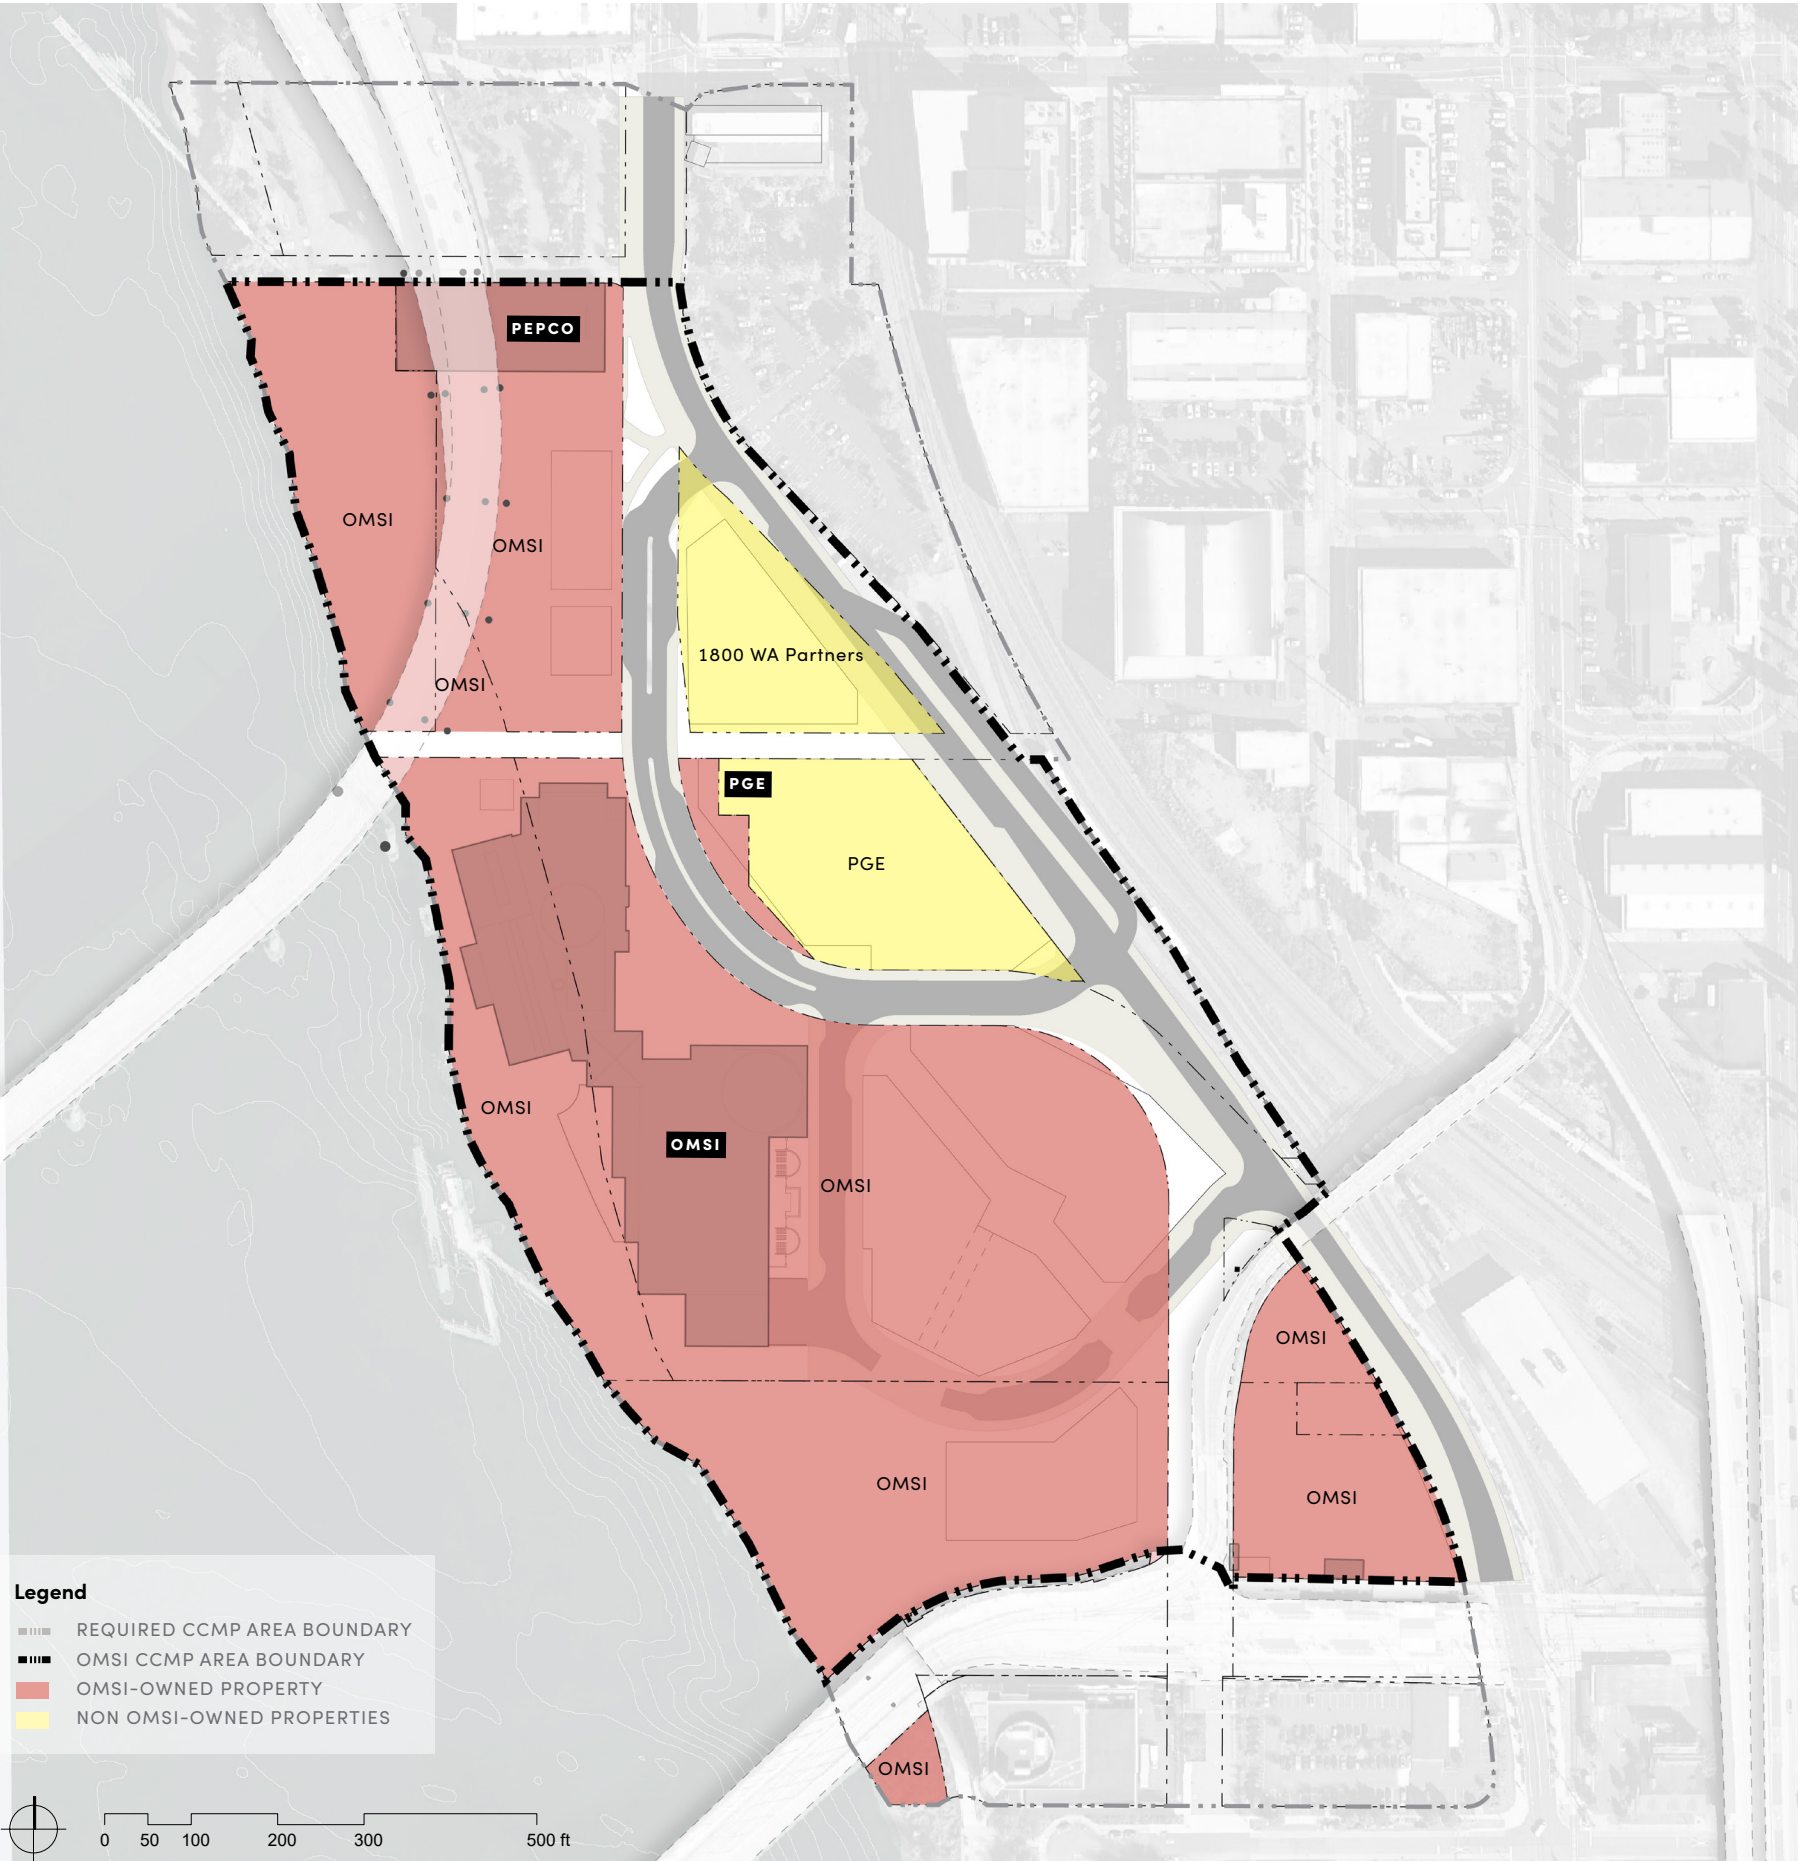 PEPCO
OMSI
OMSI
1800 WA Partners
OMSI
PGE
PGE
OMSI
OMSI
OMSI
OMSI
OMSI
OMSI
Legend
REQUIRED CCMP AREA BOUNDARY
OMSI CCMP AREA BOUNDARY
OMSI-OWNED PROPERTY
NON OMSI-OWNED PROPERTIES
OMSI
0 50 100 200 300 500 ft